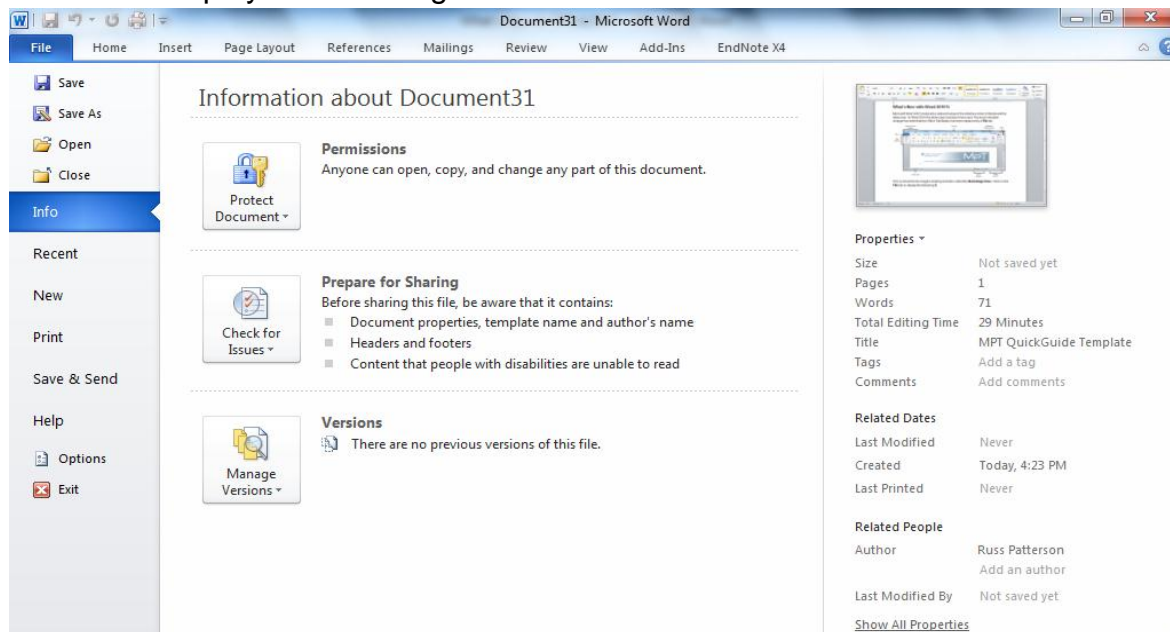 Document31 - Microsoft Word
File Home Insert Page Layout References Mailings Review View Add-Ins EndNote X4
Save
Save As
Open
Close
Info
Recent
New
Print
Save & Send
Help
Options
Exit
Information about Document31
Protect
Document
Permissions
Anyone can open, copy, and change any part of this document.
Check for
Issues
Prepare for Sharing
Before sharing this file, be aware that it contains:
Document properties, template name and author's name
Headers and footers
Content that people with disabilities are unable to read
Manage
Versions
Versions
There are no previous versions of this file.
MPT
Properties
Size Not saved yet
Pages 1
Words 71
Total Editing Time 29 Minutes
Title MPT QuickGuide Template
Tags Add a tag
Comments Add comments
Related Dates
Last Modified Never
Created Today, 4:23 PM
Last Printed Never
Related People
Author Russ Patterson
Add an author
Last Modified By Not saved yet
Show All Properties